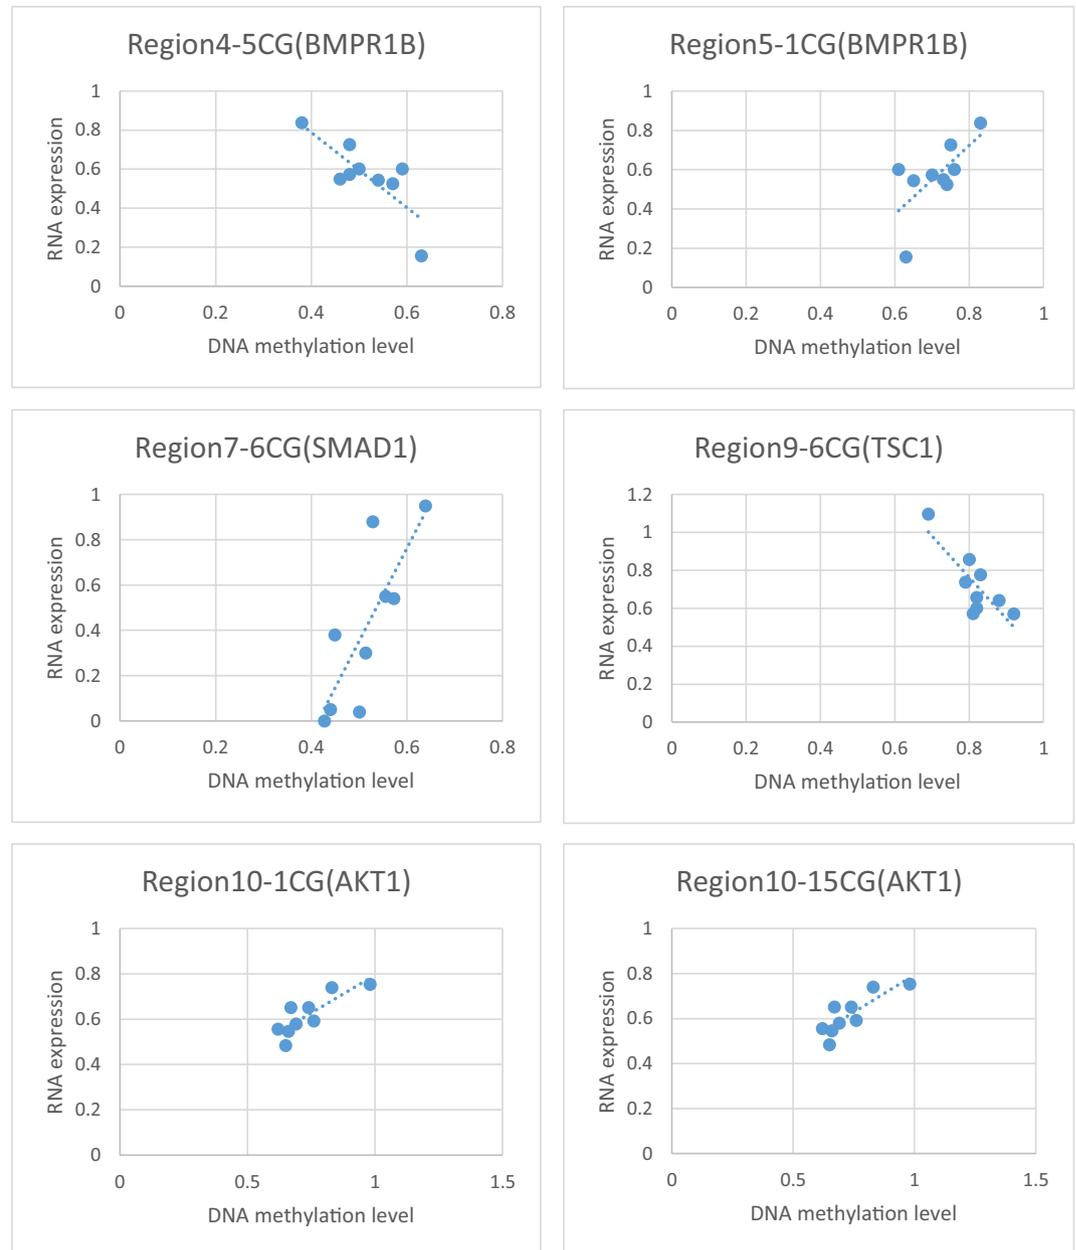 Region4-5CG(BMPR1B)
RNA expression
1
0.8
0.6
0.4
0.2
0
0 0.2 0.4 0.6 0.8
DNA methylation level
Region5-1CG(BMPR1B)
RNA expression
1
0.8
0.6
0.4
0.2
0
0 0.2 0.4 0.6 0.8 1
DNA methylation level
Region7-6CG(SMAD1)
RNA expression
1
0.8
0.6
0.4
0.2
0
0 0.2 0.4 0.6 0.8
DNA methylation level
Region9-6CG(TSC1)
RNA expression
1.2
1
0.8
0.6
0.4
0.2
0
0 0.2 0.4 0.6 0.8 1
DNA methylation level
Region10-1CG(AKT1)
RNA expression
1
0.8
0.6
0.4
0.2
0
0 0.5 1 1.5
DNA methylation level
Region10-15CG(AKT1)
RNA expression
1
0.8
0.6
0.4
0.2
0
0 0.5 1 1.5
DNA methylation level